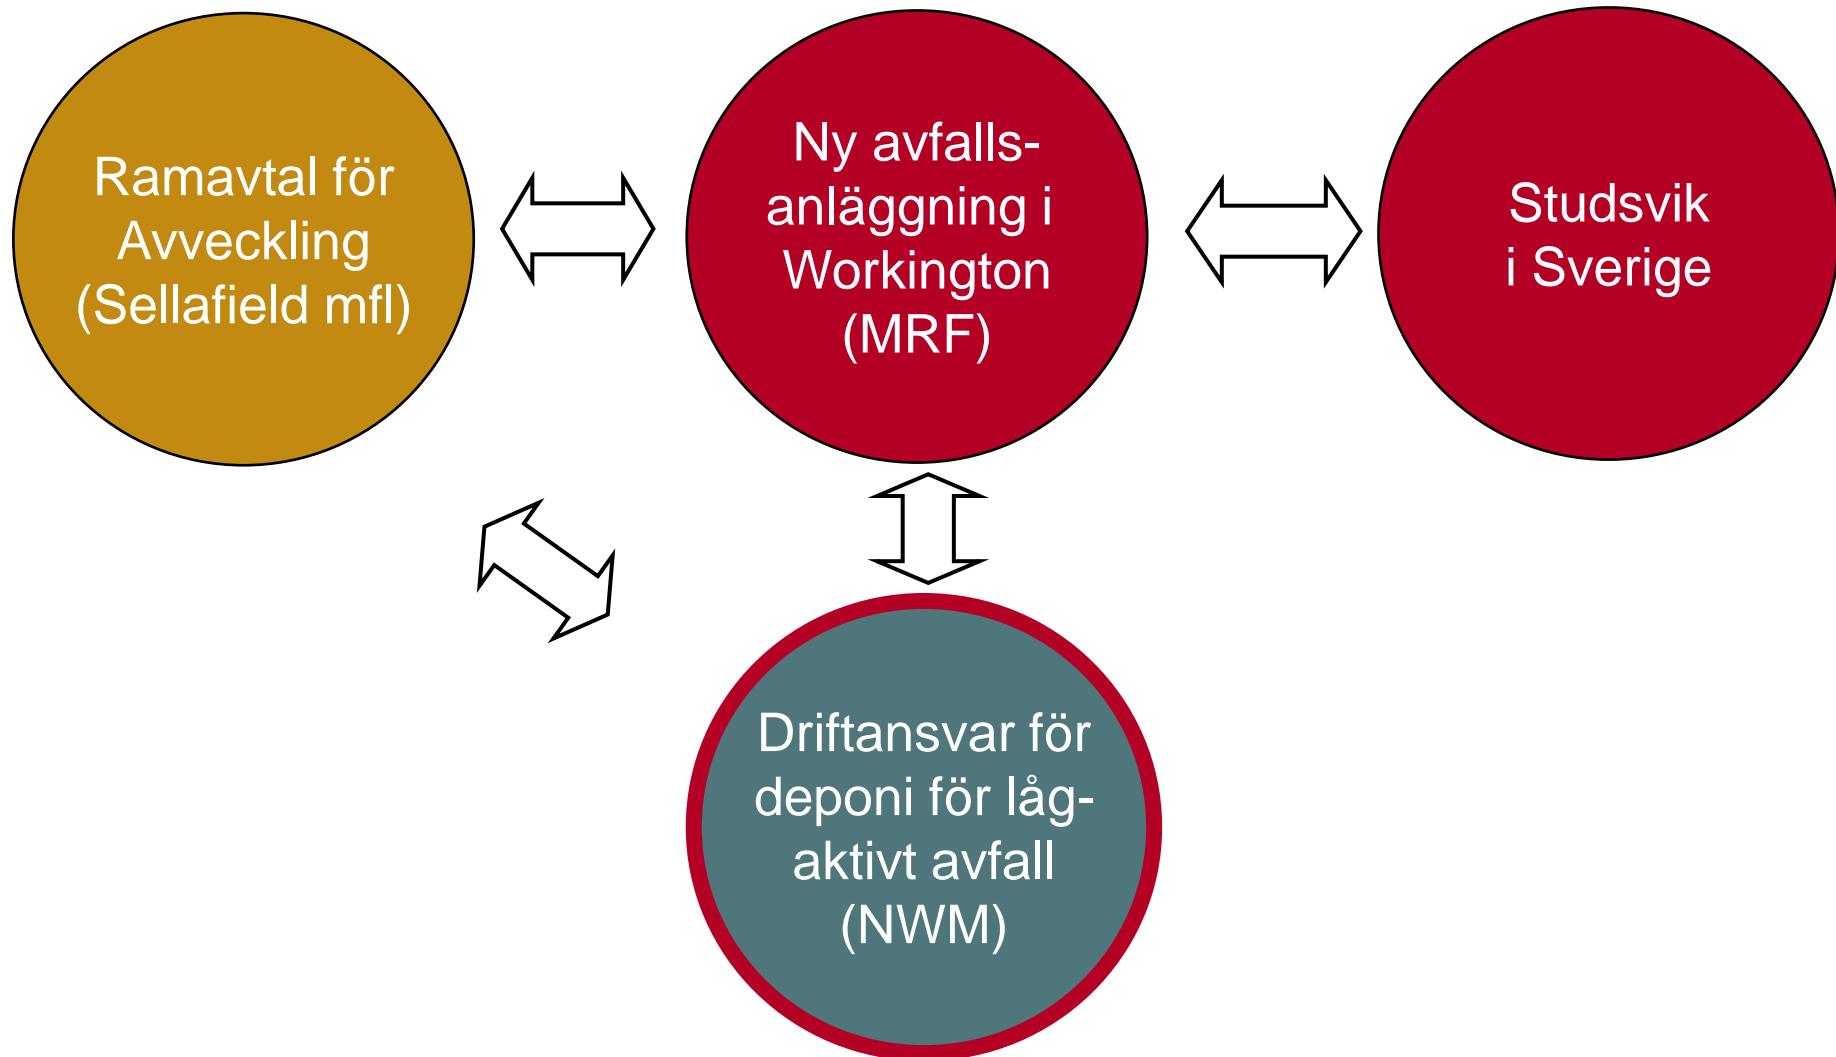 Ramavtal för
Avveckling
(Sellafield mfl)
Ny avfalls-
anläggning i
Workington
(MRF)
Studsvik
i Sverige
Driftansvar för
deponi för låg-
aktivt avfall
(NWM)